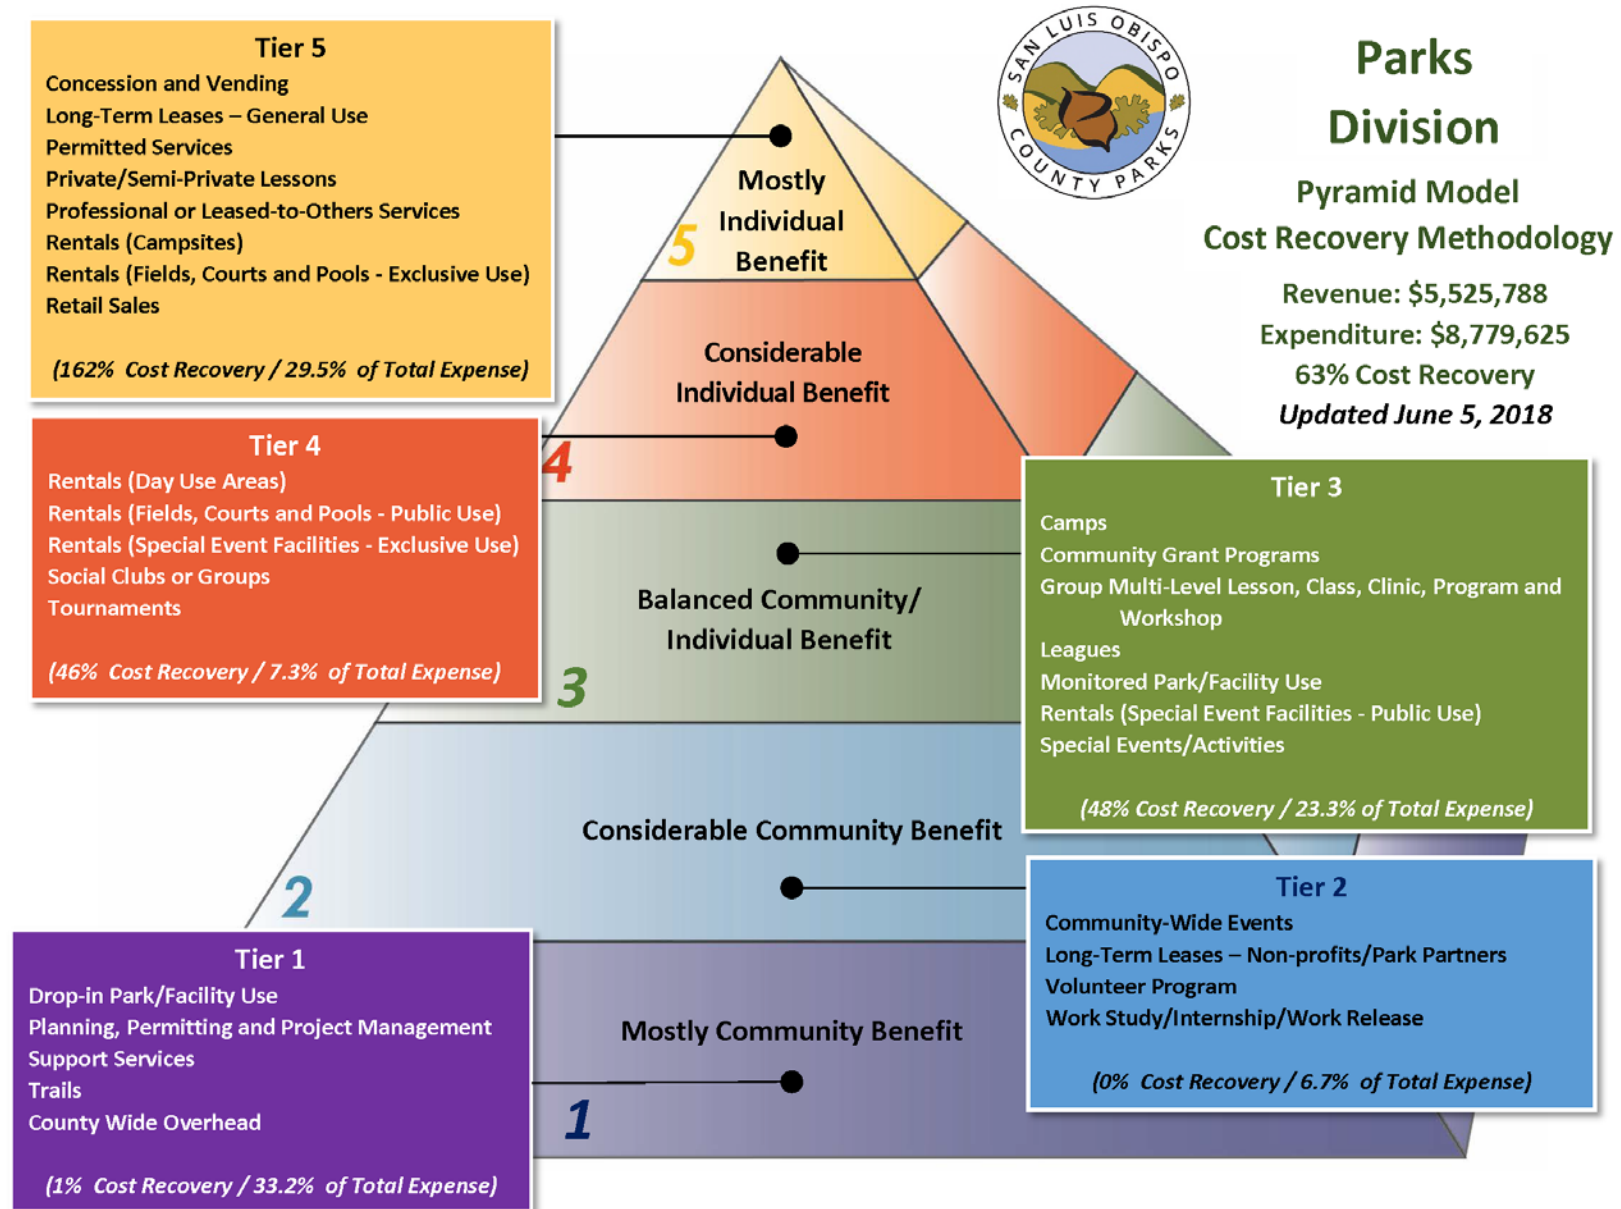 Tier 5
Concession and Vending
Long-Term Leases – General Use
Permitted Services
Private/Semi-Private Lessons
Professional or Leased-to-Others Services
Rentals (Campsites)
Rentals (Fields, Courts and Pools - Exclusive Use)
Retail Sales
(162% Cost Recovery / 29.5% of Total Expense)
SAN LUIS OBISPO
COUNTY PARKS
Parks
Division
Pyramid Model
Cost Recovery Methodology
Revenue: $5,525,788
Expenditure: $8,779,625
63% Cost Recovery
Updated June 5, 2018
Mostly
Individual
Benefit
5
Considerable
Individual Benefit
4
Tier 4
Rentals (Day Use Areas)
Rentals (Fields, Courts and Pools - Public Use)
Rentals (Special Event Facilities - Exclusive Use)
Social Clubs or Groups
Tournaments
(46% Cost Recovery / 7.3% of Total Expense)
Balanced Community/
Individual Benefit
3
Tier 3
Camps
Community Grant Programs
Group Multi-Level Lesson, Class, Clinic, Program and
Workshop
Leagues
Monitored Park/Facility Use
Rentals (Special Event Facilities - Public Use)
Special Events/Activities
(48% Cost Recovery / 23.3% of Total Expense)
Considerable Community Benefit
2
Tier 2
Community-Wide Events
Long-Term Leases – Non-profits/Park Partners
Volunteer Program
Work Study/Internship/Work Release
(0% Cost Recovery / 6.7% of Total Expense)
Tier 1
Drop-in Park/Facility Use
Planning, Permitting and Project Management
Support Services
Trails
County Wide Overhead
(1% Cost Recovery / 33.2% of Total Expense)
Mostly Community Benefit
1